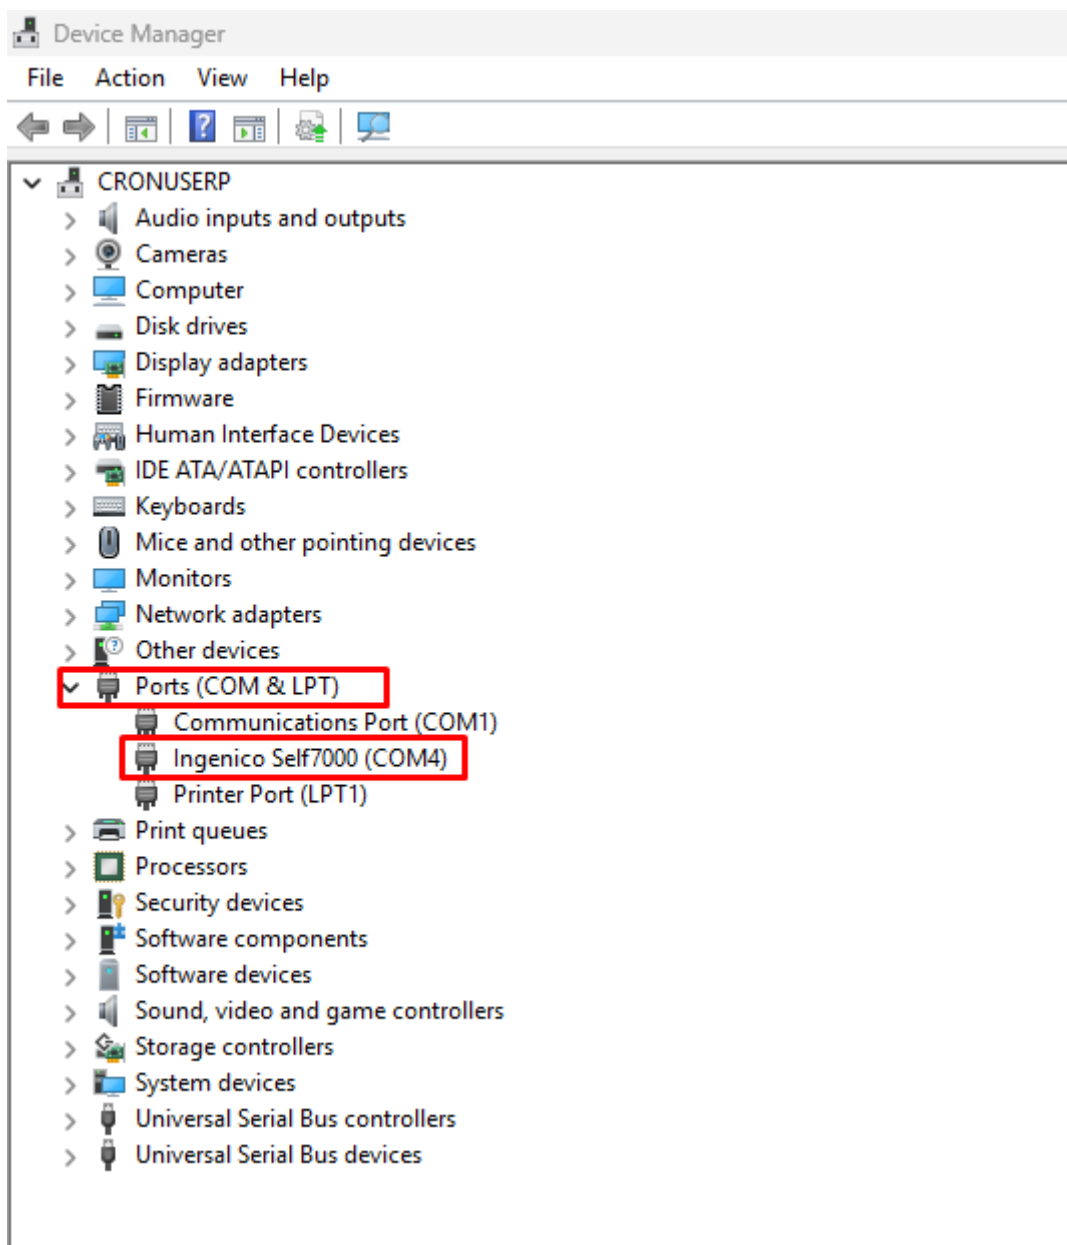 Device Manager
File Action View Help
?
CRONUSERP
Audio inputs and outputs
Cameras
Computer
Disk drives
Display adapters
Firmware
Human Interface Devices
IDE ATA/ATAPI controllers
Keyboards
Mice and other pointing devices
Monitors
Network adapters
Other devices
Ports (COM & LPT)
Communications Port (COM1)
Ingenico Self7000 (COM4)
Printer Port (LPT1)
Print queues
Processors
Security devices
Software components
Software devices
Sound, video and game controllers
Storage controllers
System devices
Universal Serial Bus controllers
Universal Serial Bus devices